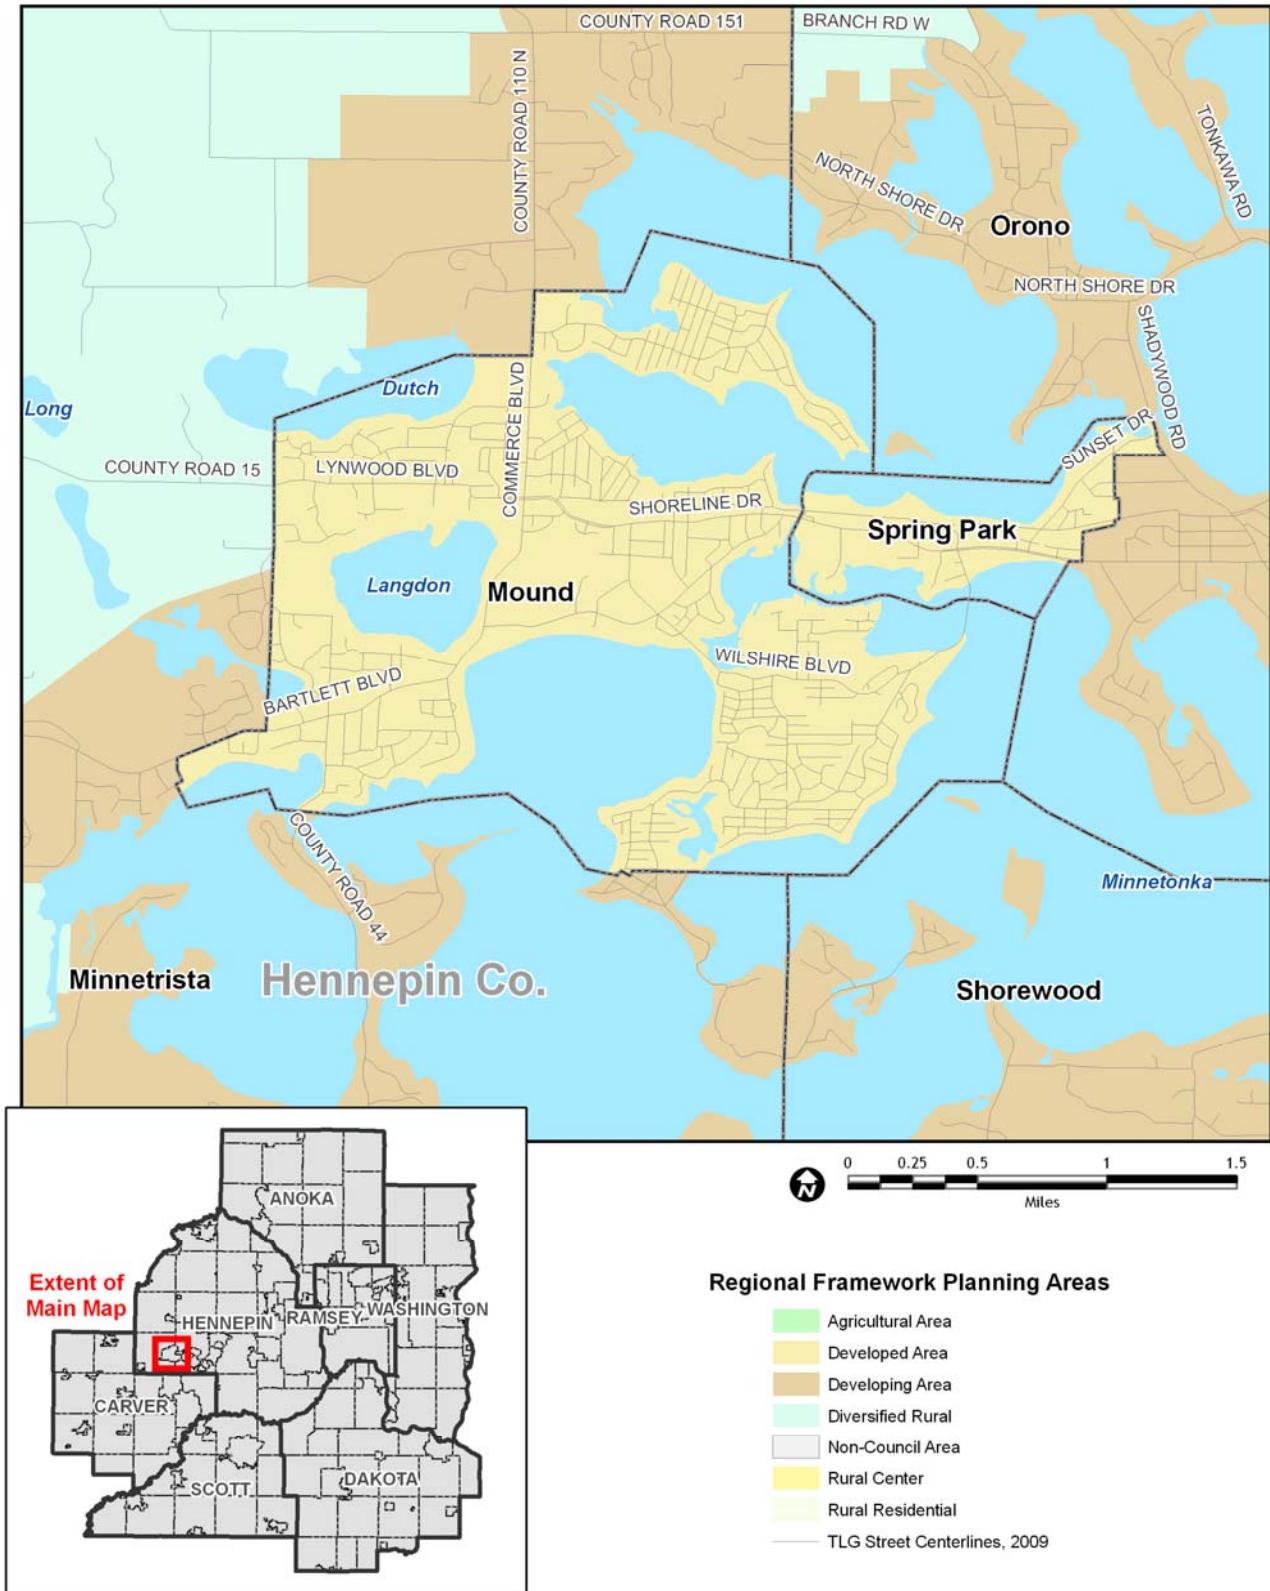 COUNTY ROAD 151
BRANCH RD W
COUNTY ROAD 110 N
TONKAWA RD
NORTH SHORE DR
Orono
NORTH SHORE DR
SHADYWOOD RD
Dutch
Long
COMMERCE BLVD
SUNSET DR
COUNTY ROAD 15
LYNWOOD BLVD
SHORELINE DR
Spring Park
Langdon
Mound
WILSHIRE BLVD
BARTLETT BLVD
COUNTY ROAD 44
Minnetonka
Minnetrista
Hennepin Co.
Shorewood
ANOKA
Extent of
Main Map
HENNEPIN
RAMSEY
WASHINGTON
CARVER
SCOTT
DAKOTA
N
0 0.25 0.5 1 1.5
Miles
Regional Framework Planning Areas
Agricultural Area
Developed Area
Developing Area
Diversified Rural
Non-Council Area
Rural Center
Rural Residential
TLG Street Centerlines, 2009